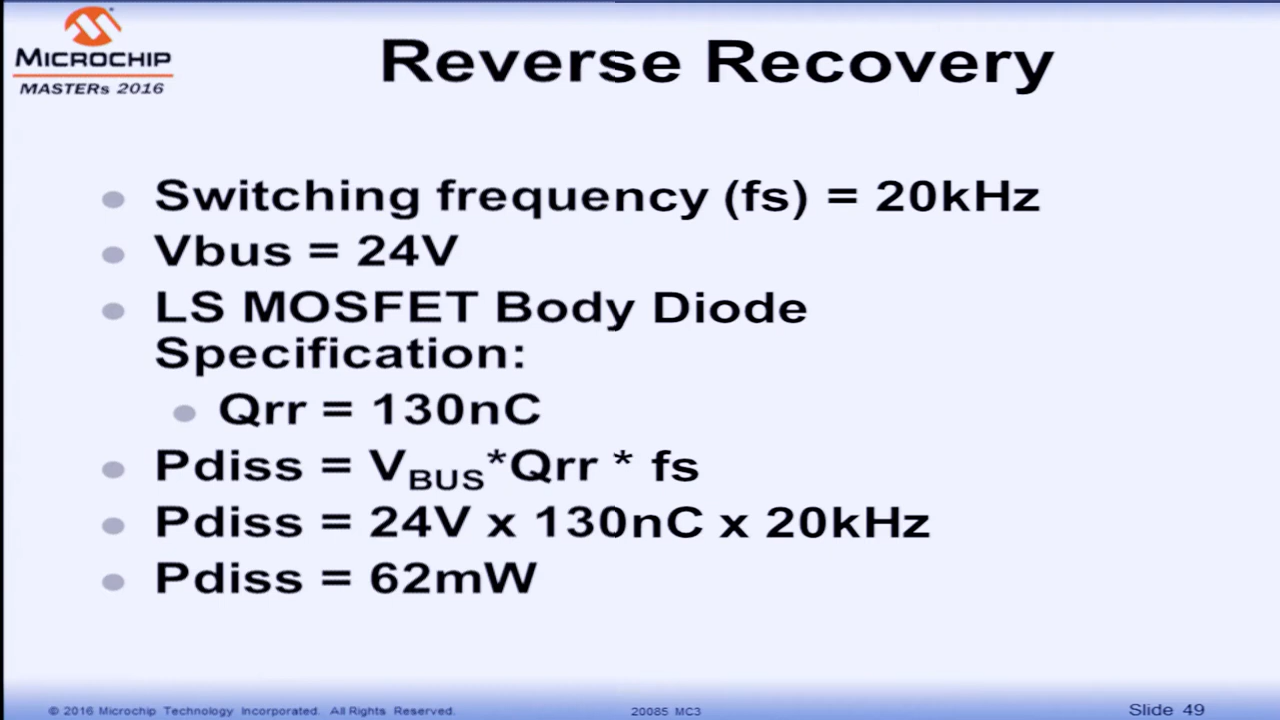 MICROCHIP
MASTERs 2016
Reverse Recovery
Switching frequency (fs) = 20kHz
Vbus = 24V
LS MOSFET Body Diode
Specification:
Qrr = 130nC
Pdiss = VBUS*Qrr * fs
Pdiss = 24V x 130nC x 20kHz
Pdiss = 62mW
© 2016 Microchip Technology Incorporated. All Rights Reserved.
20085 MC3
Slide 49